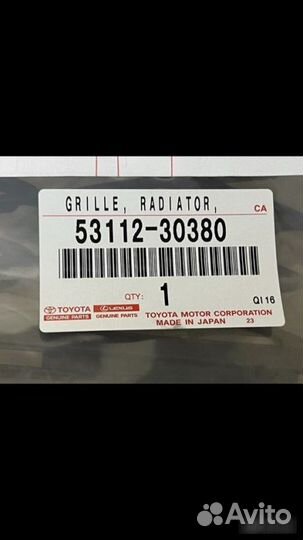 GRILLE, RADIATOR,
CA
53112-30380
QTY: 1
QI16
TOYOTA LEXUS
GENUINE PARTS GENUINE PARTS
TOYOTA MOTOR CORPORATION
MADE IN JAPAN 23
Avito